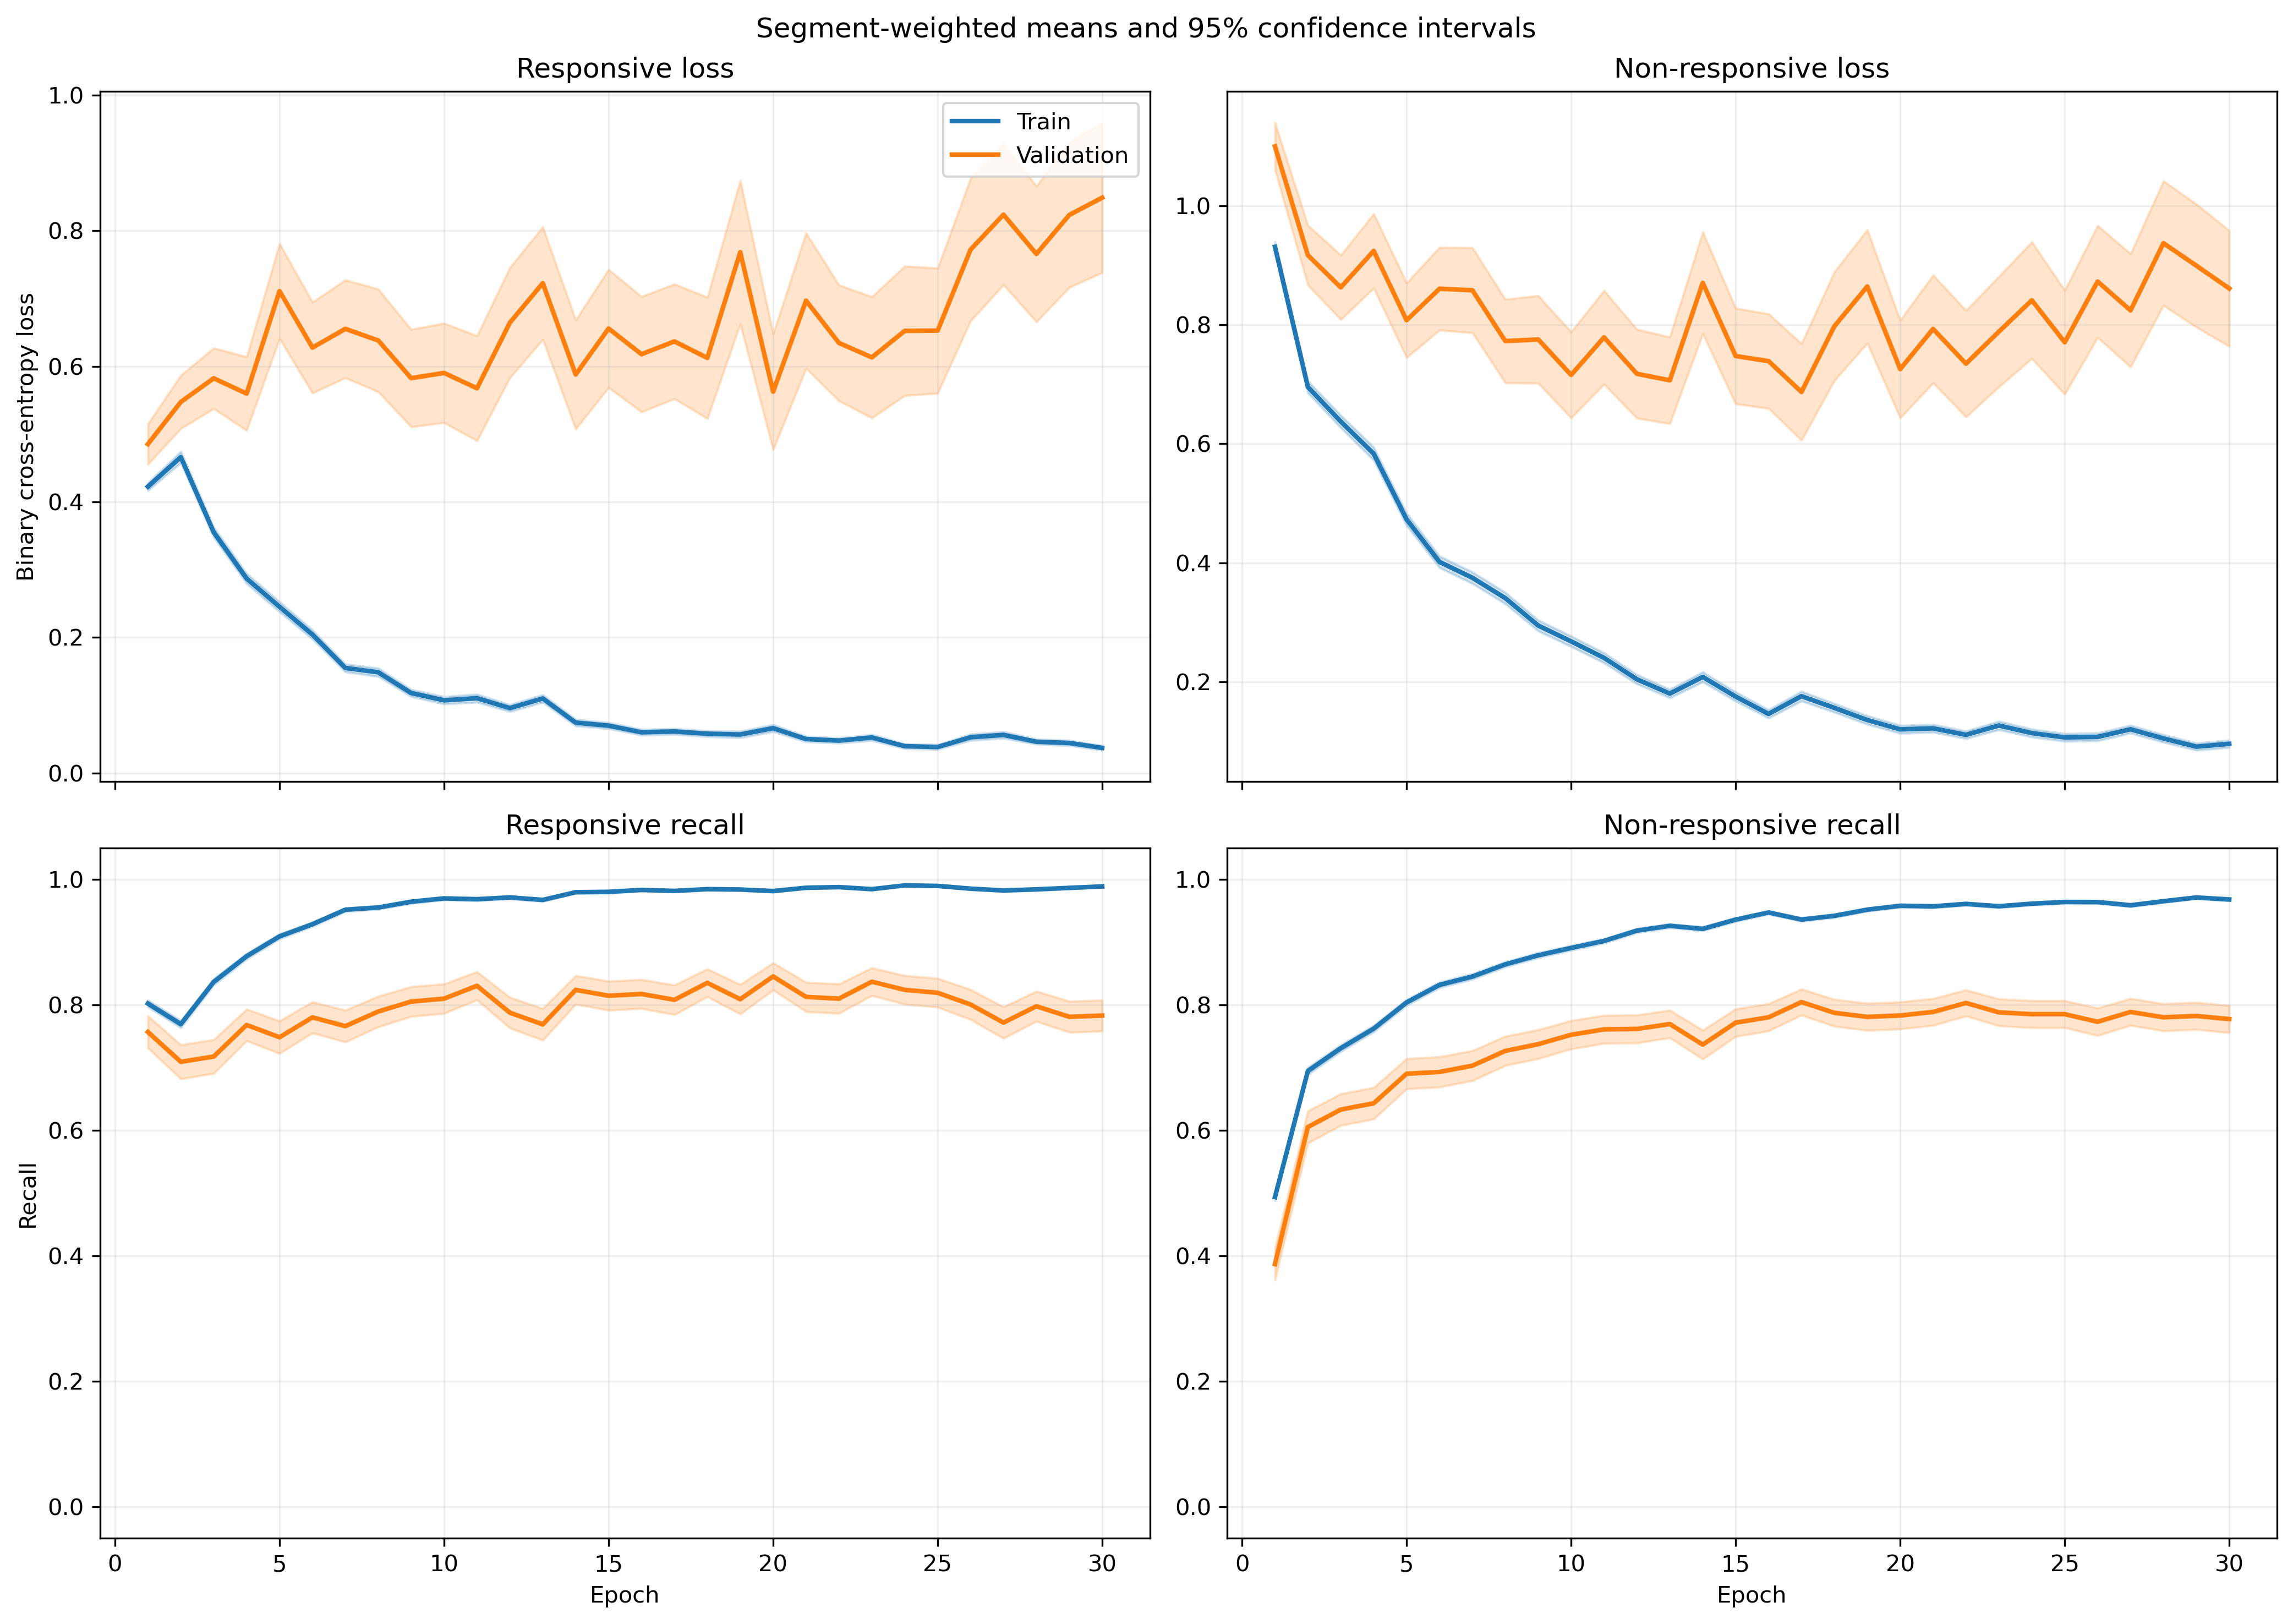 Segment-weighted means and 95% confidence intervals
Responsive loss
Non-responsive loss
Train
Validation
Binary cross-entropy loss
1.0
0.8
0.6
0.4
0.2
0.0
1.0
0.8
0.6
0.4
0.2
Responsive recall
Non-responsive recall
Recall
1.0
0.8
0.6
0.4
0.2
0.0
0 5 10 15 20 25 30
Epoch
1.0
0.8
0.6
0.4
0.2
0.0
0 5 10 15 20 25 30
Epoch